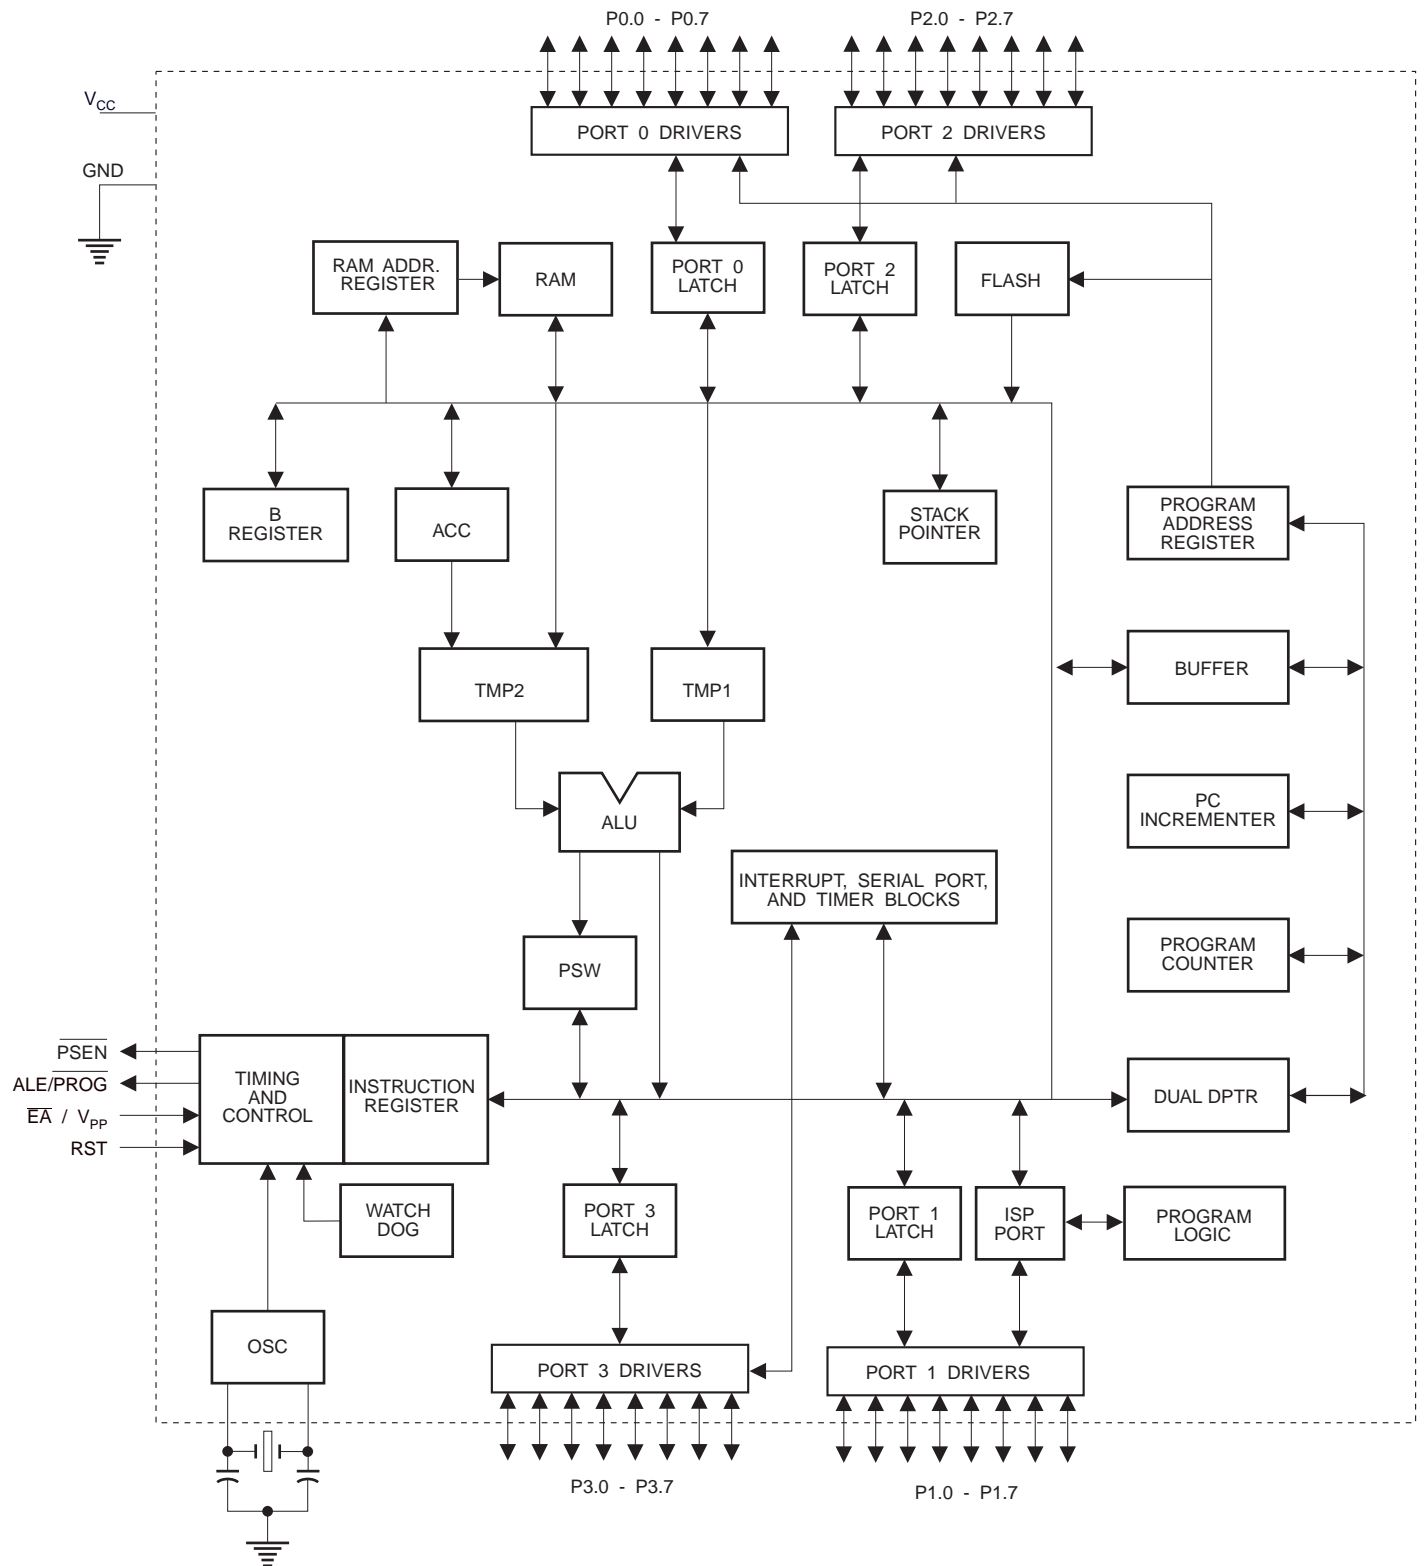 P0.0 - P0.7
P2.0 - P2.7
VCC
PORT 0 DRIVERS
PORT 2 DRIVERS
GND
RAM ADDR.
REGISTER
RAM
PORT 0
LATCH
PORT 2
LATCH
FLASH
B
REGISTER
ACC
STACK
POINTER
PROGRAM
ADDRESS
REGISTER
TMP2
TMP1
BUFFER
ALU
PC
INCREMENTER
INTERRUPT, SERIAL PORT,
AND TIMER BLOCKS
PSW
PROGRAM
COUNTER
PSEN
ALE/PROG
EA / VPP
RST
TIMING
AND
CONTROL
INSTRUCTION
REGISTER
DUAL DPTR
WATCH
DOG
PORT 3
LATCH
PORT 1
LATCH
ISP
PORT
PROGRAM
LOGIC
OSC
PORT 3 DRIVERS
PORT 1 DRIVERS
P3.0 - P3.7
P1.0 - P1.7